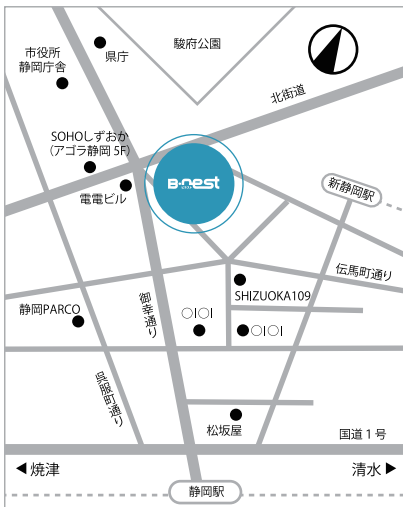 市役所
静岡庁舎
県庁
駿府公園
北街道
SOHOしずおか
（アゴラ静岡 5F）
電電ビル
B-nest
新静岡駅
伝馬町通り
SHIZUOKA109
静岡PARCO
御幸通り
○I○I
○I○I
呉服町通り
松坂屋
国道１号
焼津
清水
静岡駅